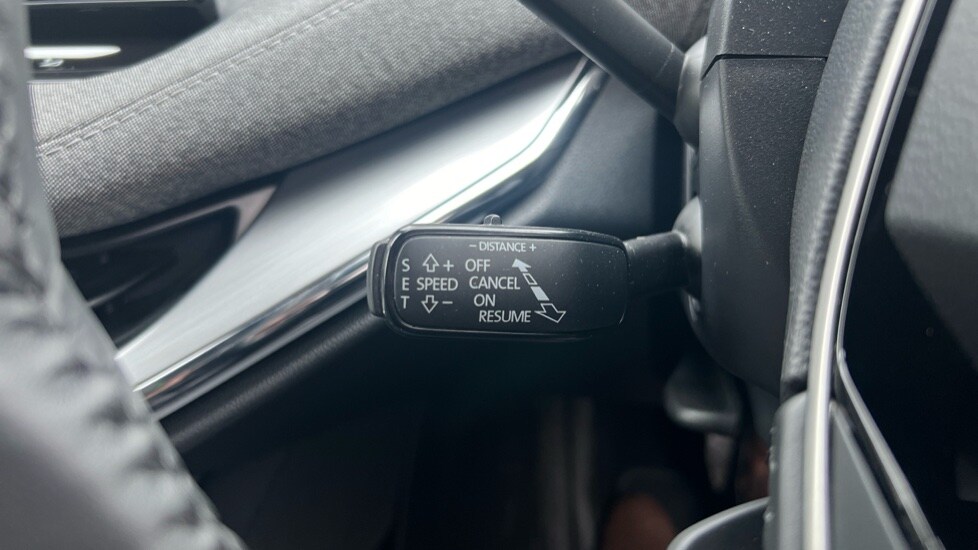 − DISTANCE +
S + OFF
E SPEED CANCEL
T − ON
RESUME